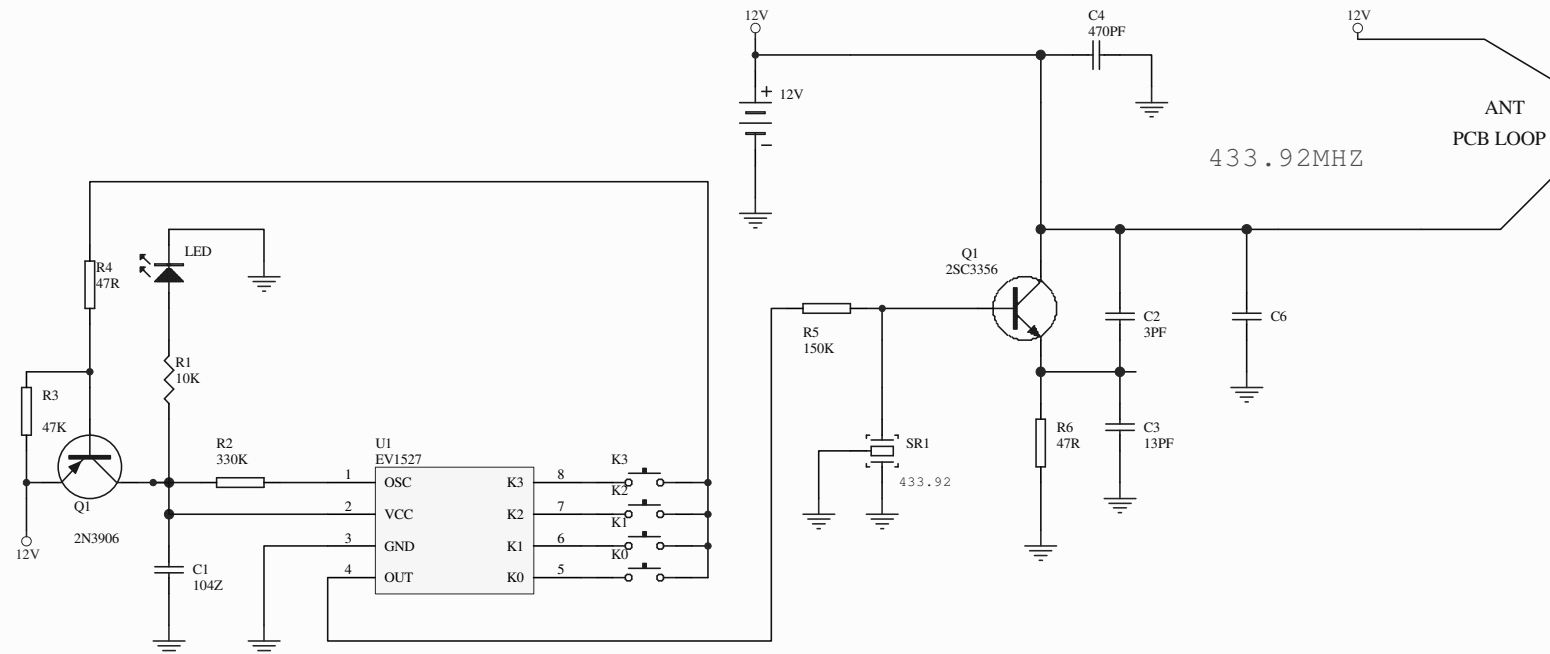 12V
C4
470PF
12V
+ 12V
-
ANT
PCB LOOP
433.92MHZ
LED
R4
47R
Q1
2SC3356
R5
150K
C2
3PF
C6
R1
10K
R3
47K
R2
330K
U1
EV1527
1 OSC
2 VCC
3 GND
4 OUT
K3 8
K2 7
K1 6
K0 5
K3
K2
K1
K0
SR1
433.92
R6
47R
C3
13PF
Q1
2N3906
12V
C1
104Z